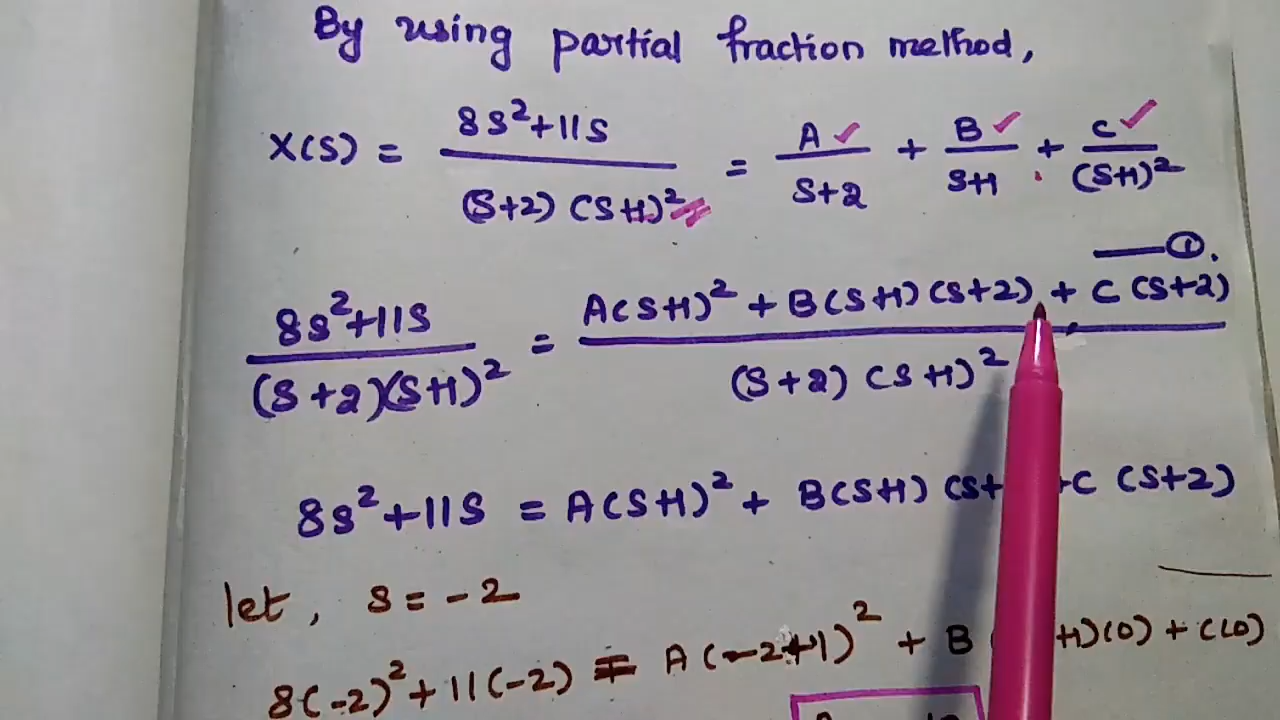 By using partial fraction method,
X(S) = 8s²+11s / (S+2) (S+1)² = A / S+2 + B / S+1 + C / (S+1)²
①.
8s²+11s / (S+2)(S+1)² = A(S+1)² + B(S+1) (S+2) + C (S+2) / (S+2) (S+1)²
8s²+11s = A(S+1)² + B(S+1) (S+ +C (S+2)
let, s = -2
8(-2)² + 11(-2) = A(-2+1)² + B +1)(0) + C(0)